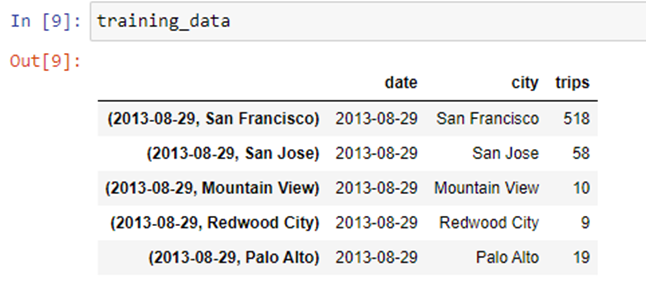 In [9]: training_data
Out[9]:
date city trips
(2013-08-29, San Francisco) 2013-08-29 San Francisco 518
(2013-08-29, San Jose) 2013-08-29 San Jose 58
(2013-08-29, Mountain View) 2013-08-29 Mountain View 10
(2013-08-29, Redwood City) 2013-08-29 Redwood City 9
(2013-08-29, Palo Alto) 2013-08-29 Palo Alto 19